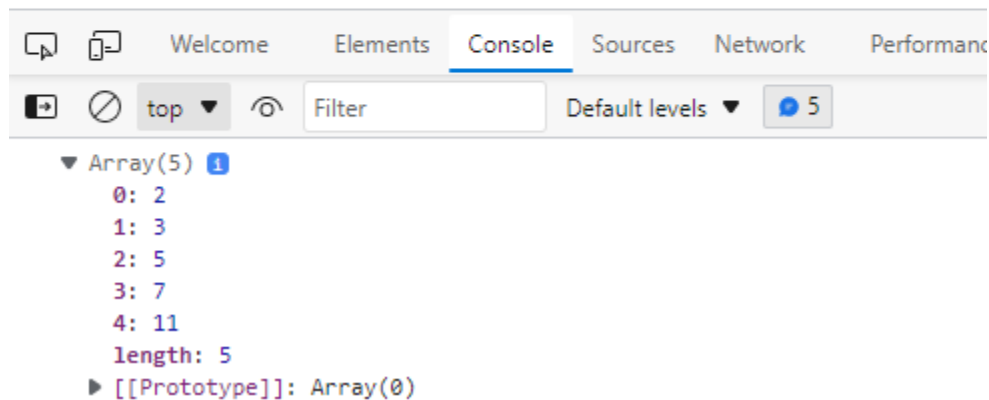 Welcome Elements Console Sources Network Performanc
top Filter Default levels 5
Array(5) i
0: 2
1: 3
2: 5
3: 7
4: 11
length: 5
[[Prototype]]: Array(0)